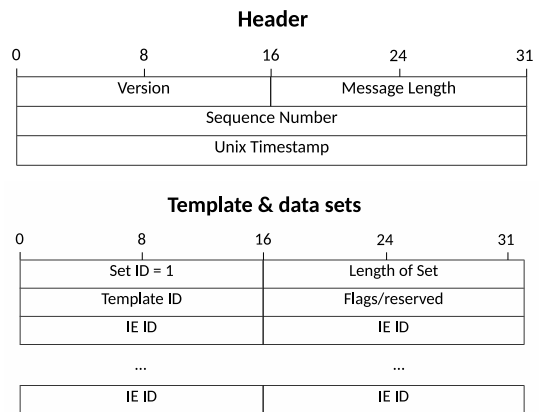 Header
0 8 16 24 31
Version Message Length
Sequence Number
Unix Timestamp
Template & data sets
0 8 16 24 31
Set ID = 1 Length of Set
Template ID Flags/reserved
IE ID IE ID
... ...
IE ID IE ID